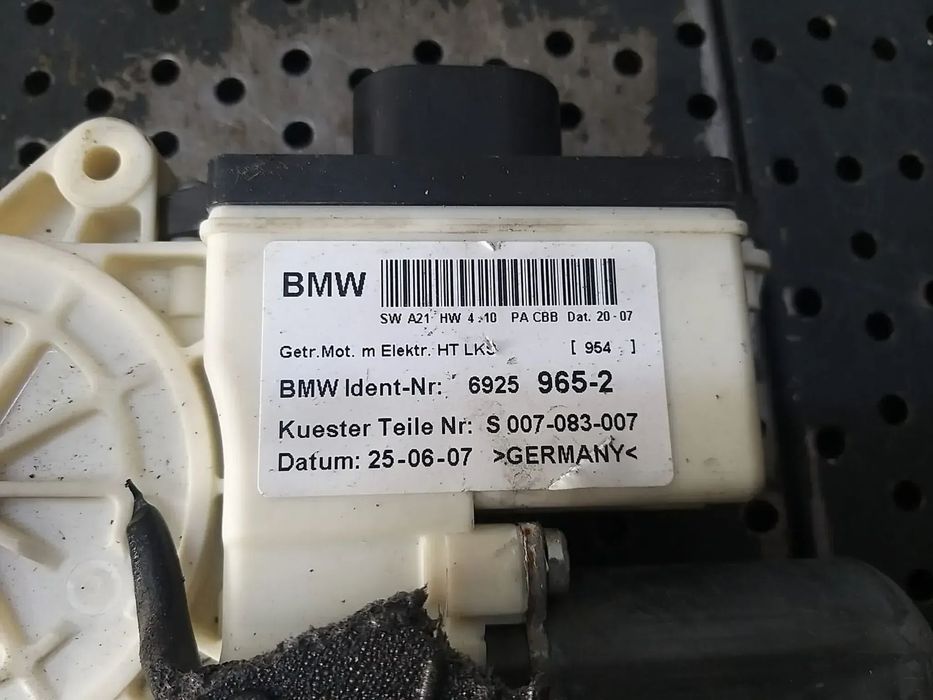 BMW
SW A21 HW 4.10 PA CBB Dat. 20-07
Getr.Mot. m Elektr. HT LKS [ 954 ]
BMW Ident-Nr: 6925 965-2
Kuester Teile Nr: S 007-083-007
Datum: 25-06-07 >GERMANY<